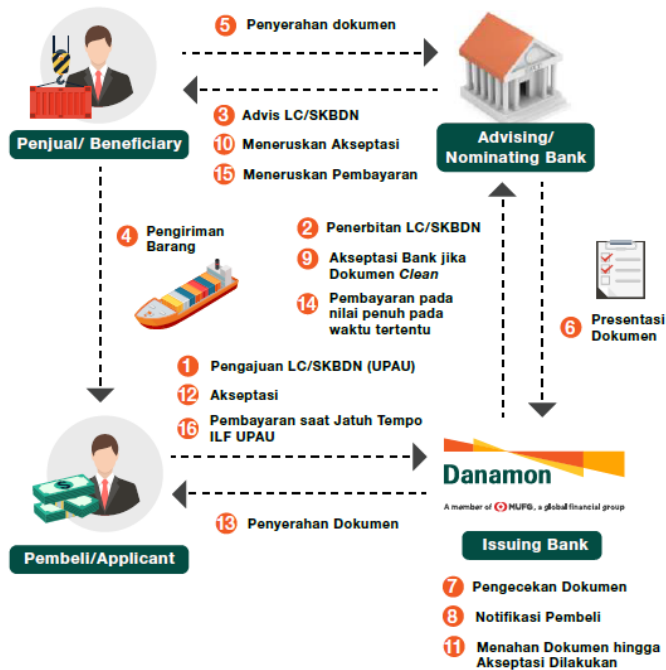 5 Penyerahan dokumen
Penjual/ Beneficiary
3 Advis LC/SKBDN
10 Meneruskan Akseptasi
15 Meneruskan Pembayaran
Advising/
Nominating Bank
4 Pengiriman
Barang
2 Penerbitan LC/SKBDN
9 Akseptasi Bank jika
Dokumen Clean
14 Pembayaran pada
nilai penuh pada
waktu tertentu
6 Presentasi
Dokumen
1 Pengajuan LC/SKBDN (UPAU)
12 Akseptasi
16 Pembayaran saat Jatuh Tempo
ILF UPAU
Danamon
A member of MUFG, a global financial group
13 Penyerahan Dokumen
Pembeli/Applicant
Issuing Bank
7 Pengecekan Dokumen
8 Notifikasi Pembeli
11 Menahan Dokumen hingga
Akseptasi Dilakukan